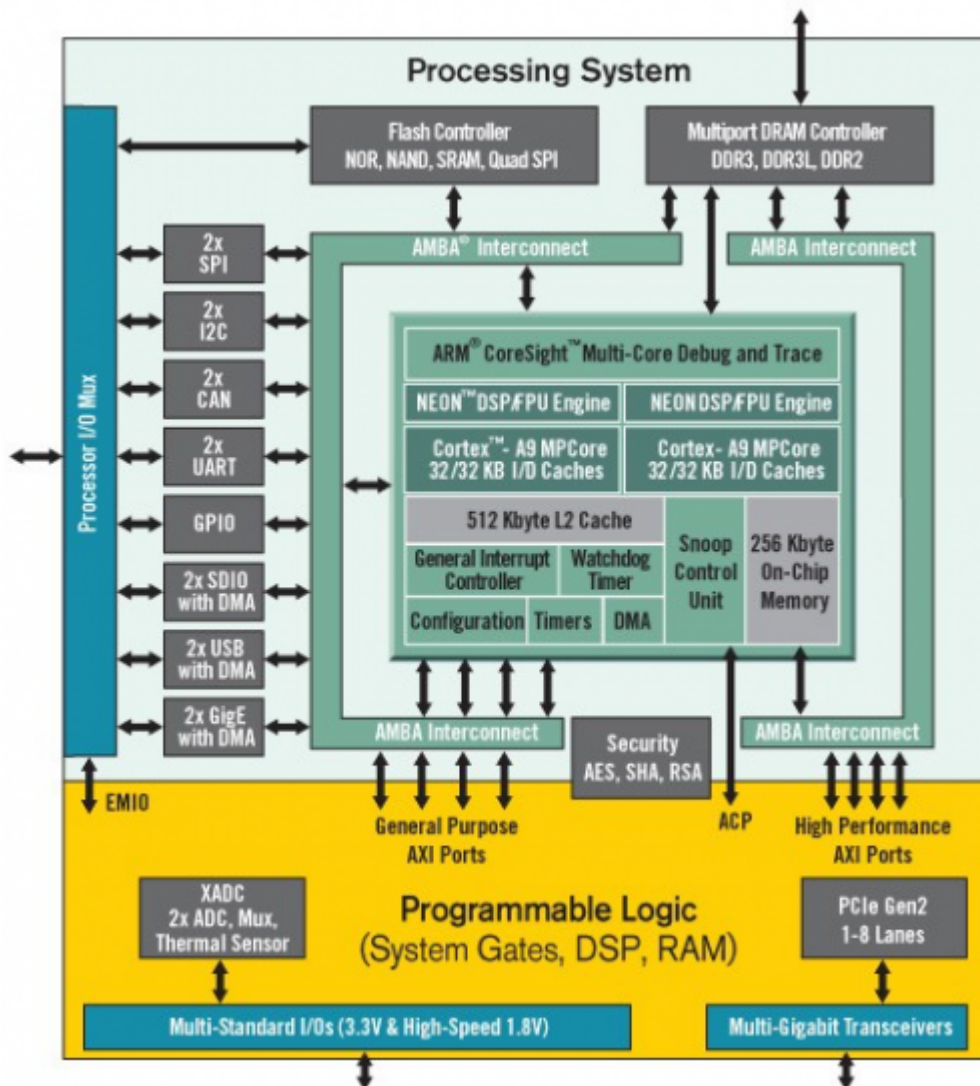 Processing System
Flash Controller
NOR, NAND, SRAM, Quad SPI
Multiport DRAM Controller
DDR3, DDR3L, DDR2
AMBA® Interconnect
AMBA Interconnect
Processor I/O Mux
2x
SPI
2x
I2C
2x
CAN
2x
UART
GPIO
2x SDIO
with DMA
2x USB
with DMA
2x GigE
with DMA
ARM® CoreSight™ Multi-Core Debug and Trace
NEON™ DSP/FPU Engine
NEON DSP/FPU Engine
Cortex™- A9 MPCore
32/32 KB I/D Caches
Cortex- A9 MPCore
32/32 KB I/D Caches
512 Kbyte L2 Cache
General Interrupt
Controller
Watchdog
Timer
Configuration
Timers
DMA
Snoop
Control
Unit
256 Kbyte
On-Chip
Memory
AMBA Interconnect
AMBA Interconnect
Security
AES, SHA, RSA
EMIO
General Purpose
AXI Ports
ACP
High Performance
AXI Ports
XADC
2x ADC, Mux,
Thermal Sensor
Programmable Logic
(System Gates, DSP, RAM)
PCIe Gen2
1-8 Lanes
Multi-Standard I/Os (3.3V & High-Speed 1.8V)
Multi-Gigabit Transceivers